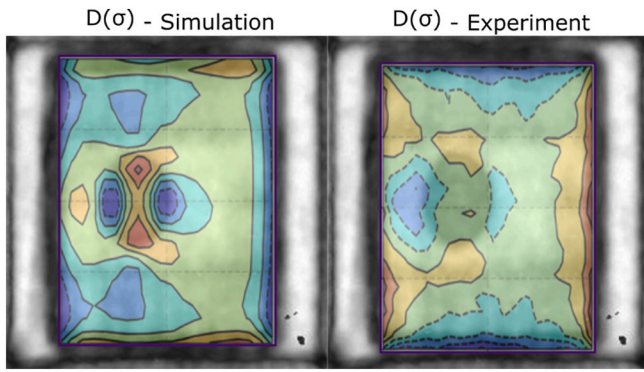 D(σ) - Simulation
D(σ) - Experiment